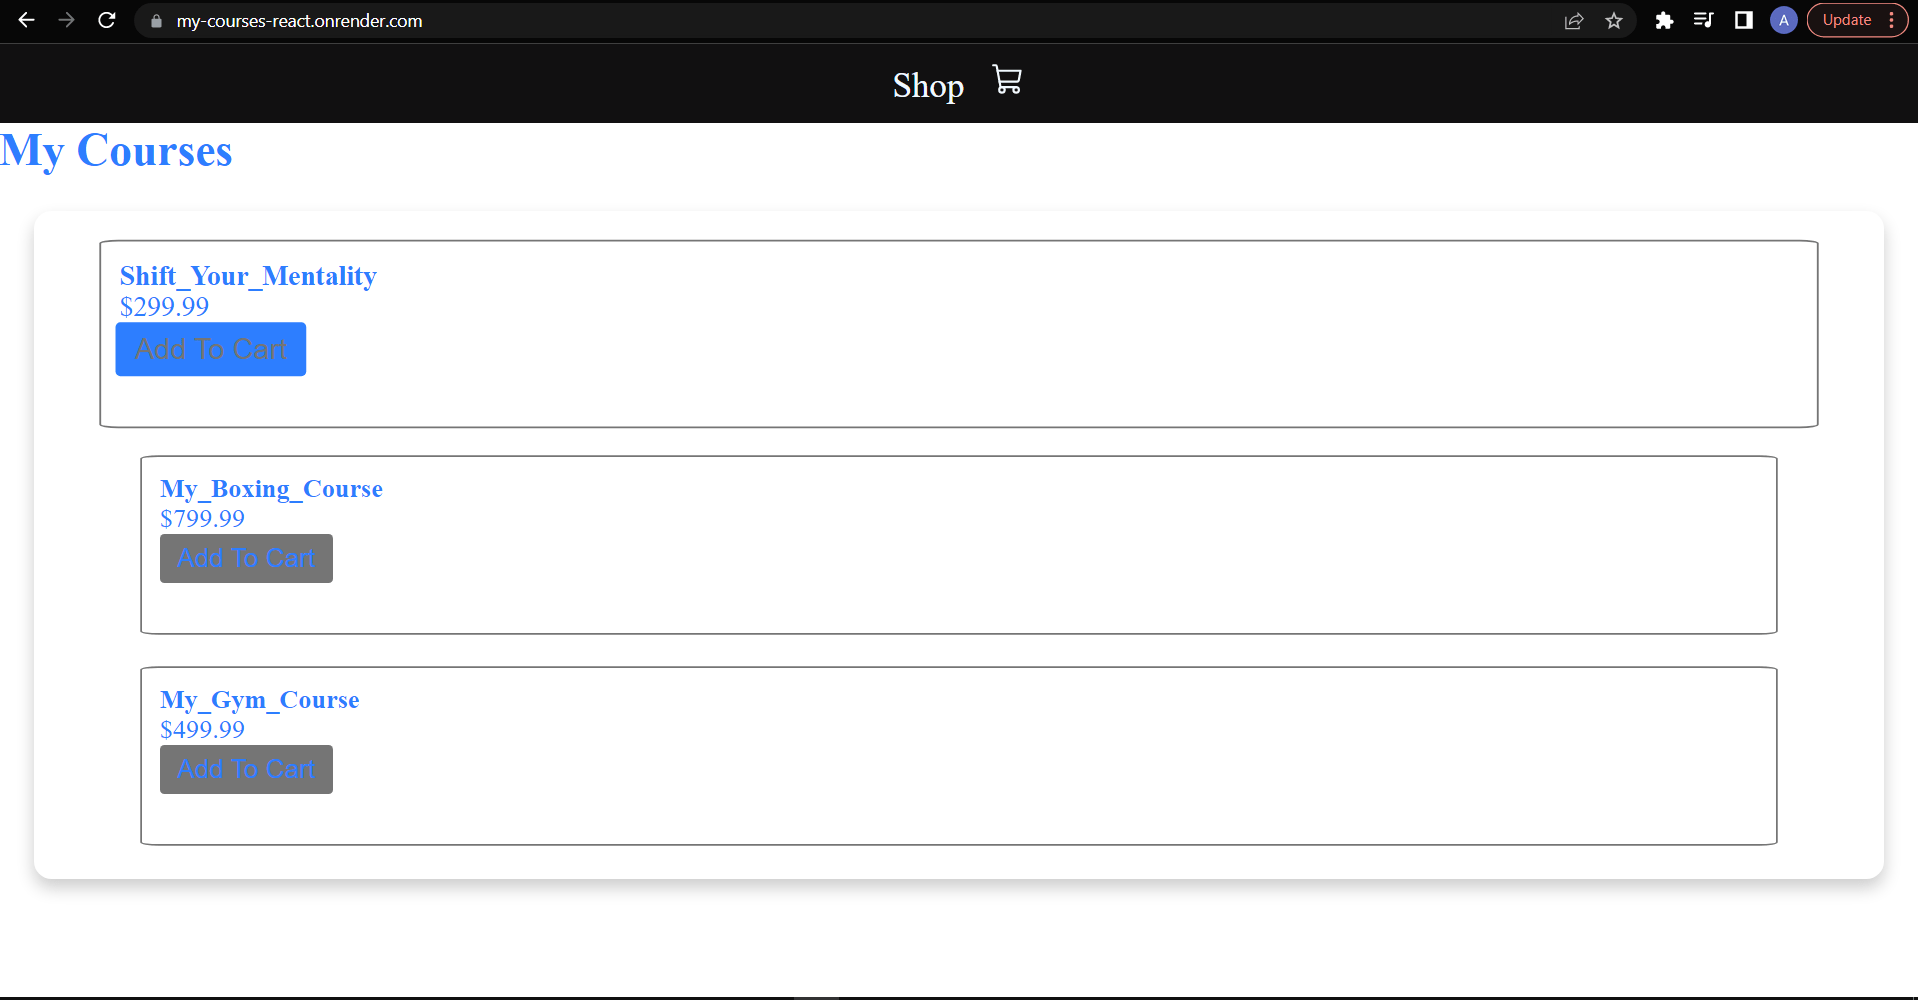 my-courses-react.onrender.com
A
Update
Shop
My Courses
Shift_Your_Mentality
$299.99
Add To Cart
My_Boxing_Course
$799.99
Add To Cart
My_Gym_Course
$499.99
Add To Cart